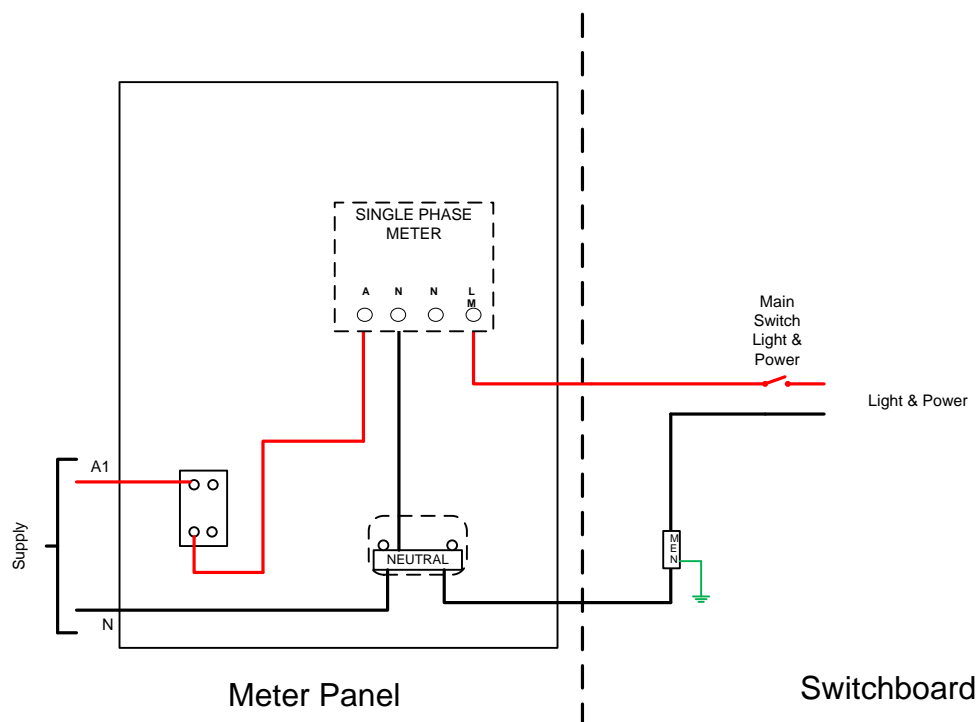 SINGLE PHASE
METER
A N N L
M
Main
Switch
Light &
Power
Light & Power
A1
Supply
NEUTRAL
M
E
N
N
Meter Panel
Switchboard